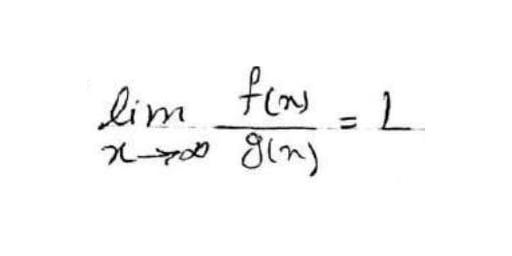 lim x→∞ f(x)/g(x) = L